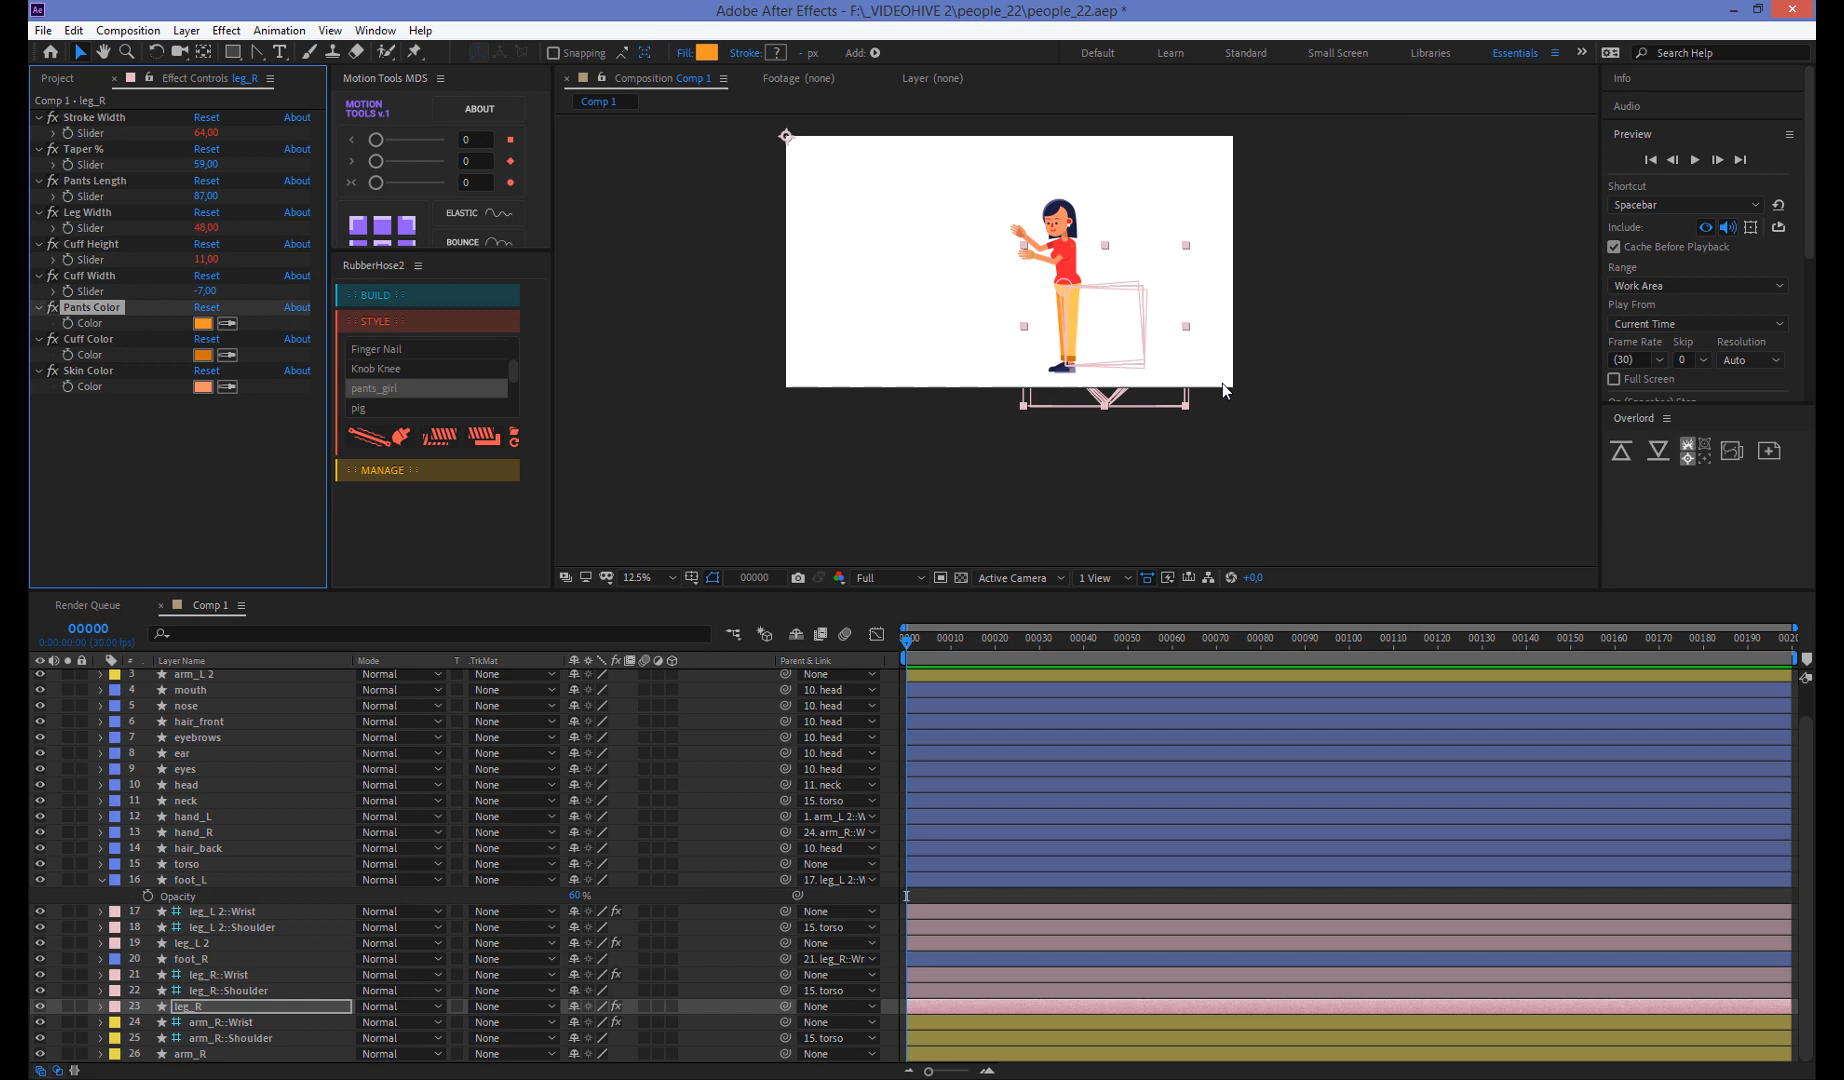 Adobe After Effects - F:\_VIDEOHIVE 2\people_22\people_22.aep *
File Edit Composition Layer Effect Animation View Window Help
Snapping Fill: Stroke: ? - px Add: Default Learn Standard Small Screen Libraries Essentials Search Help
Project Effect Controls leg_R
Comp 1 • leg_R
fx Stroke Width Reset About
Slider 64,00
fx Taper % Reset About
Slider 59,00
fx Pants Length Reset About
Slider 87,00
fx Leg Width Reset About
Slider 48,00
fx Cuff Height Reset About
Slider 11,00
fx Cuff Width Reset About
Slider -7,00
fx Pants Color Reset About
Color
fx Cuff Color Reset About
Color
fx Skin Color Reset About
Color
Motion Tools MDS
MOTION
TOOLS v.1
ABOUT
0
0
0
ELASTIC
BOUNCE
RubberHose2
:: BUILD ::
:: STYLE ::
Finger Nail
Knob Knee
pants_girl
pig
:: MANAGE ::
Composition Comp 1 Footage (none) Layer (none)
Comp 1
12.5% 00000 Full Active Camera 1 View +0,0
Info
Audio
Preview
Shortcut
Spacebar
Include:
Cache Before Playback
Range
Work Area
Play From
Current Time
Frame Rate Skip Resolution
(30) 0 Auto
Full Screen
On (Spacebar) Stop
Overlord
Render Queue Comp 1
00000
0:00:00:00 (30.00 fps)
00010 00020 00030 00040 00050 00060 00070 00080 00090 00100 00110 00120 00130 00140 00150 00160 00170 00180 00190
# Layer Name Mode T .TrkMat Parent & Link
3 arm_L 2 Normal None None
4 mouth Normal None 10. head
5 nose Normal None 10. head
6 hair_front Normal None 10. head
7 eyebrows Normal None 10. head
8 ear Normal None 10. head
9 eyes Normal None 10. head
10 head Normal None 11. neck
11 neck Normal None 15. torso
12 hand_L Normal None 1. arm_L 2::W
13 hand_R Normal None 24. arm_R::W
14 hair_back Normal None 10. head
15 torso Normal None None
16 foot_L Normal None 17. leg_L 2::W
Opacity 60 %
17 leg_L 2::Wrist Normal None None
18 leg_L 2::Shoulder Normal None 15. torso
19 leg_L 2 Normal None None
20 foot_R Normal None 21. leg_R::Wr
21 leg_R::Wrist Normal None None
22 leg_R::Shoulder Normal None 15. torso
23 leg_R Normal None None
24 arm_R::Wrist Normal None None
25 arm_R::Shoulder Normal None 15. torso
26 arm_R Normal None None